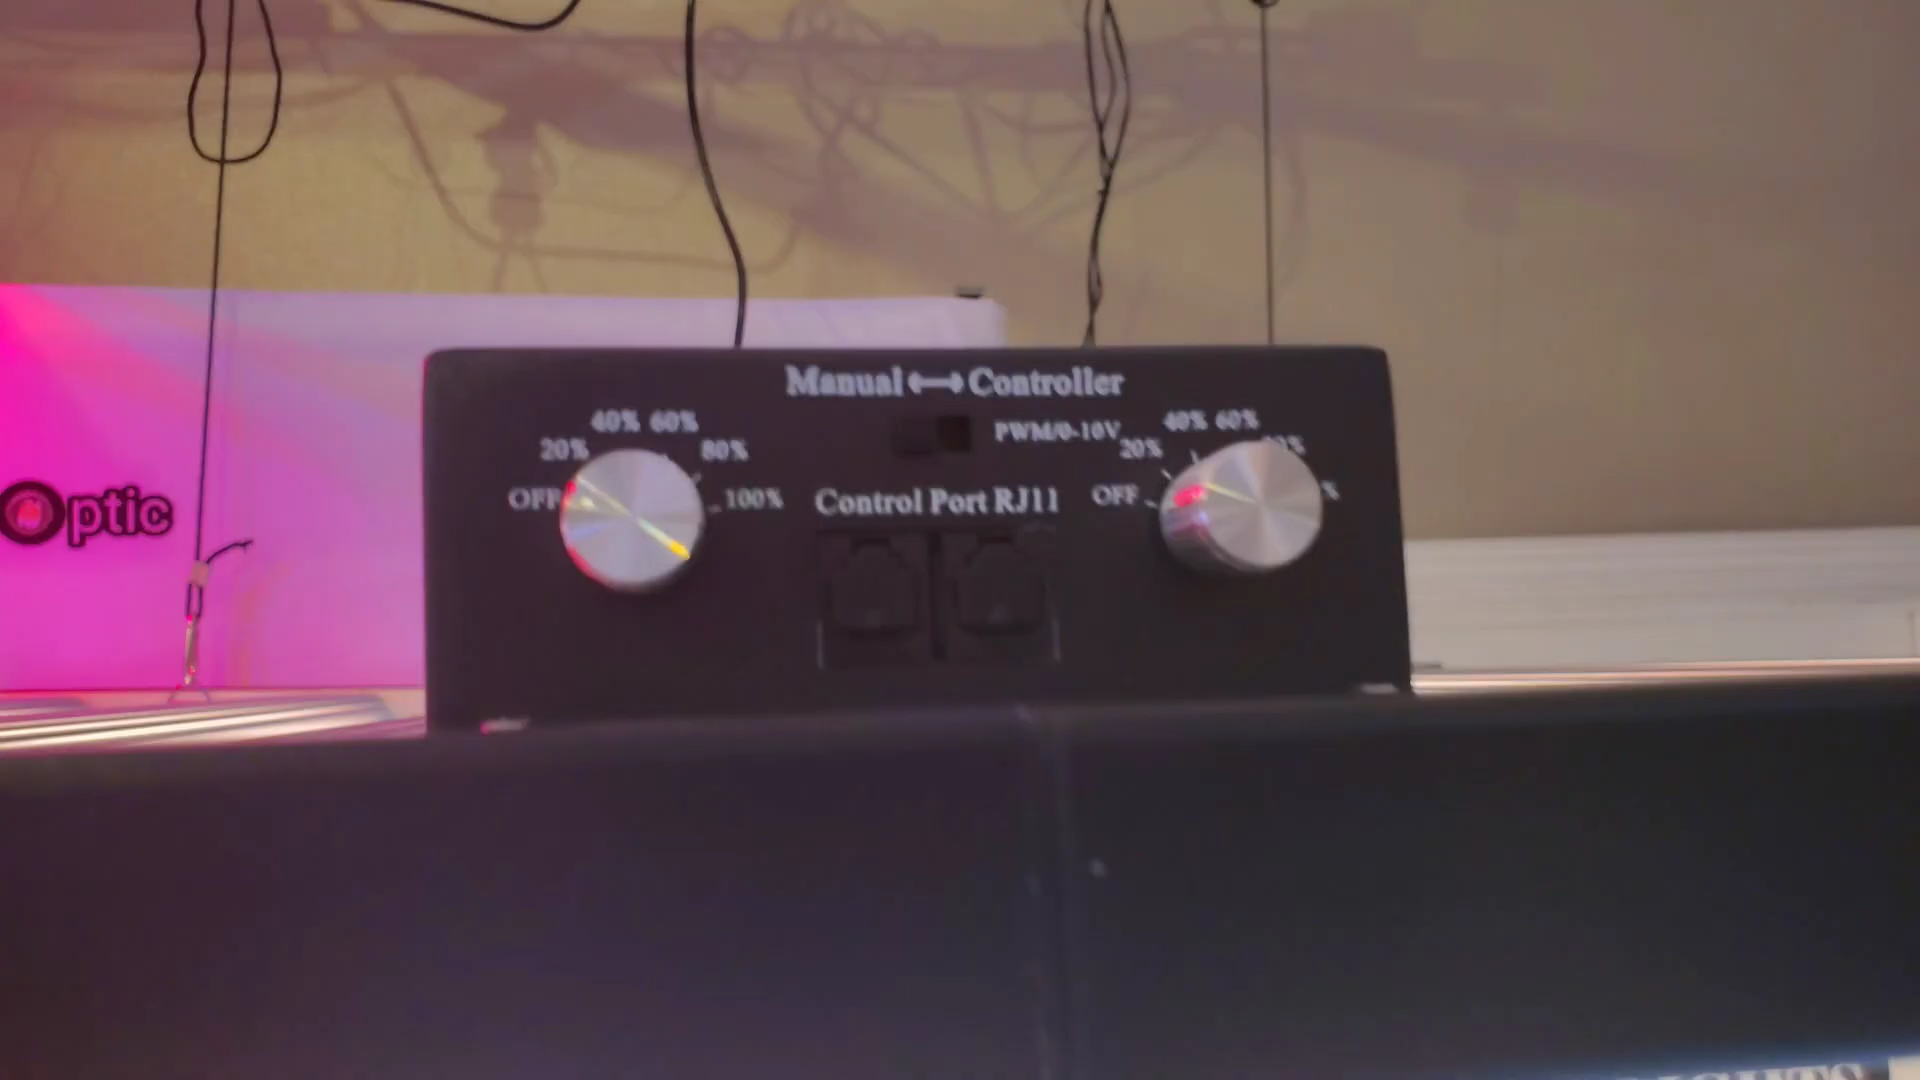 Manual ↔ Controller
40% 60%
20%
80%
OFF
100%
PWM/0-10V
Control Port RJ11
40% 60%
20%
OFF
%
Optic